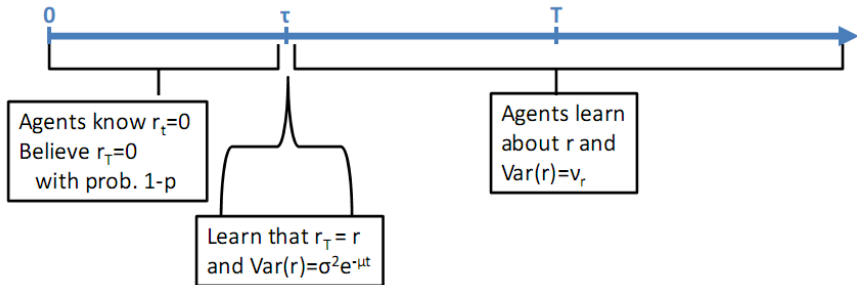 0
τ
T
Agents know r_t=0
Believe r_T=0
with prob. 1-p
Agents learn
about r and
Var(r)=ν_r
Learn that r_T = r
and Var(r)=σ²e^{-μt}